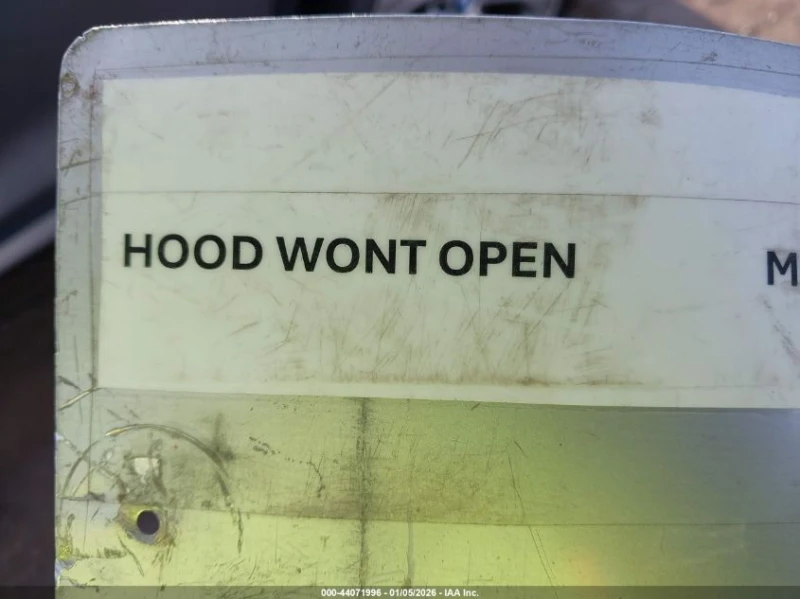 HOOD WONT OPEN M
000-44071996 - 01/05/2026 - IAA Inc.